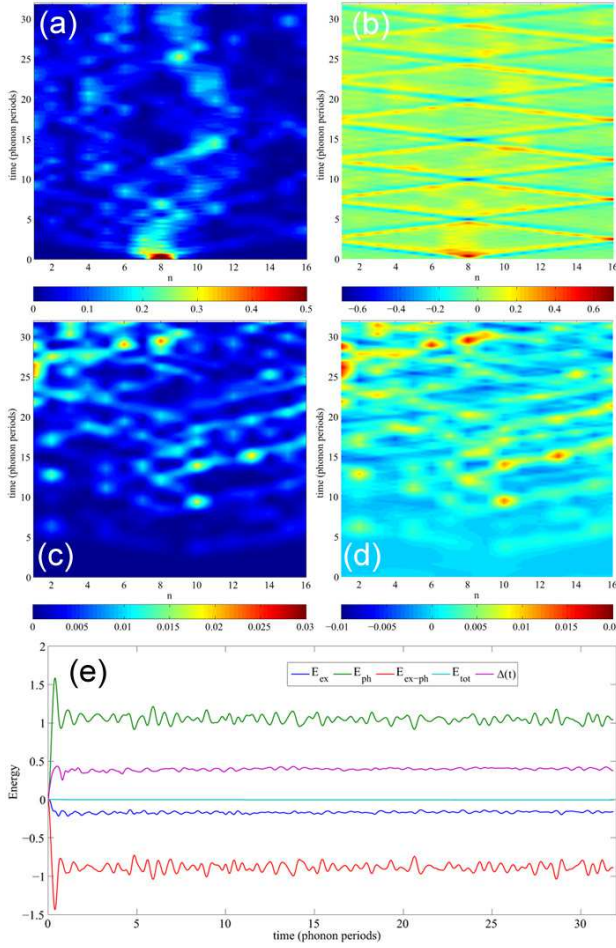 (a)
(b)
time (phonon periods)
30
25
20
15
10
5
0
2 4 6 8 10 12 14 16
n
time (phonon periods)
30
25
20
15
10
5
0
2 4 6 8 10 12 14 16
n
0 0.1 0.2 0.3 0.4 0.5
−0.6 −0.4 −0.2 0 0.2 0.4 0.6
time (phonon periods)
30
25
20
15
10
5
0
(c)
2 4 6 8 10 12 14 16
n
time (phonon periods)
30
25
20
15
10
5
0
(d)
2 4 6 8 10 12 14 16
n
0 0.005 0.01 0.015 0.02 0.025 0.03
−0.01 −0.005 0 0.005 0.01 0.015 0.0
(e)
E_ex E_ph E_ex−ph E_tot Δ(t)
Energy
2
1.5
1
0.5
0
−0.5
−1
−1.5
0 5 10 15 20 25 30
time (phonon periods)